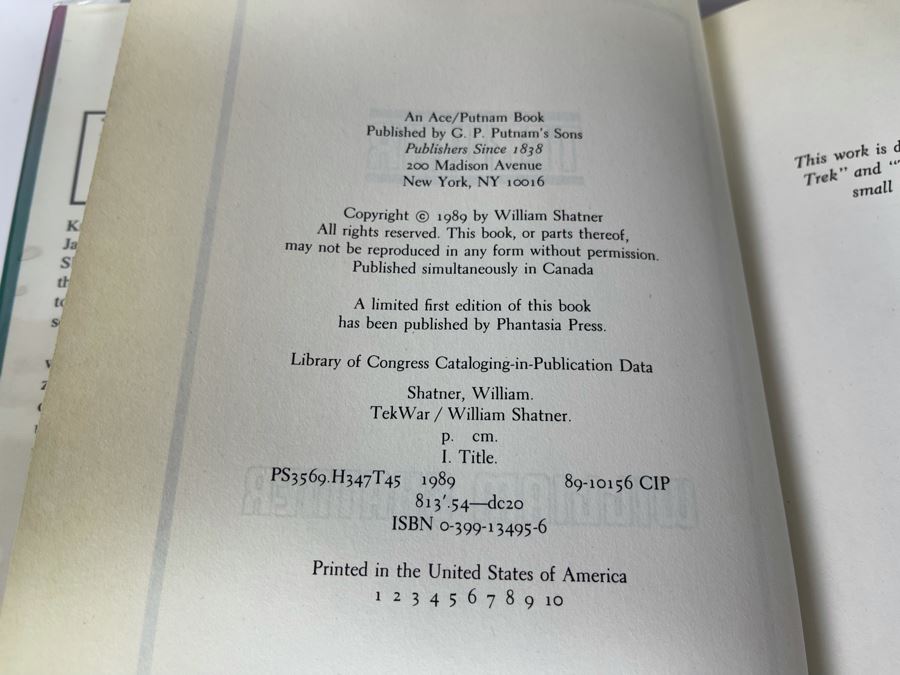 An Ace/Putnam Book
Published by G. P. Putnam's Sons
Publishers Since 1838
200 Madison Avenue
New York, NY 10016
Copyright © 1989 by William Shatner
All rights reserved. This book, or parts thereof,
may not be reproduced in any form without permission.
Published simultaneously in Canada
A limited first edition of this book
has been published by Phantasia Press.
Library of Congress Cataloging-in-Publication Data
Shatner, William.
TekWar / William Shatner.
p. cm.
I. Title.
PS3569.H347T45 1989 89-10156 CIP
813'.54—dc20
ISBN 0-399-13495-6
Printed in the United States of America
1 2 3 4 5 6 7 8 9 10
This work is
Trek" and
small